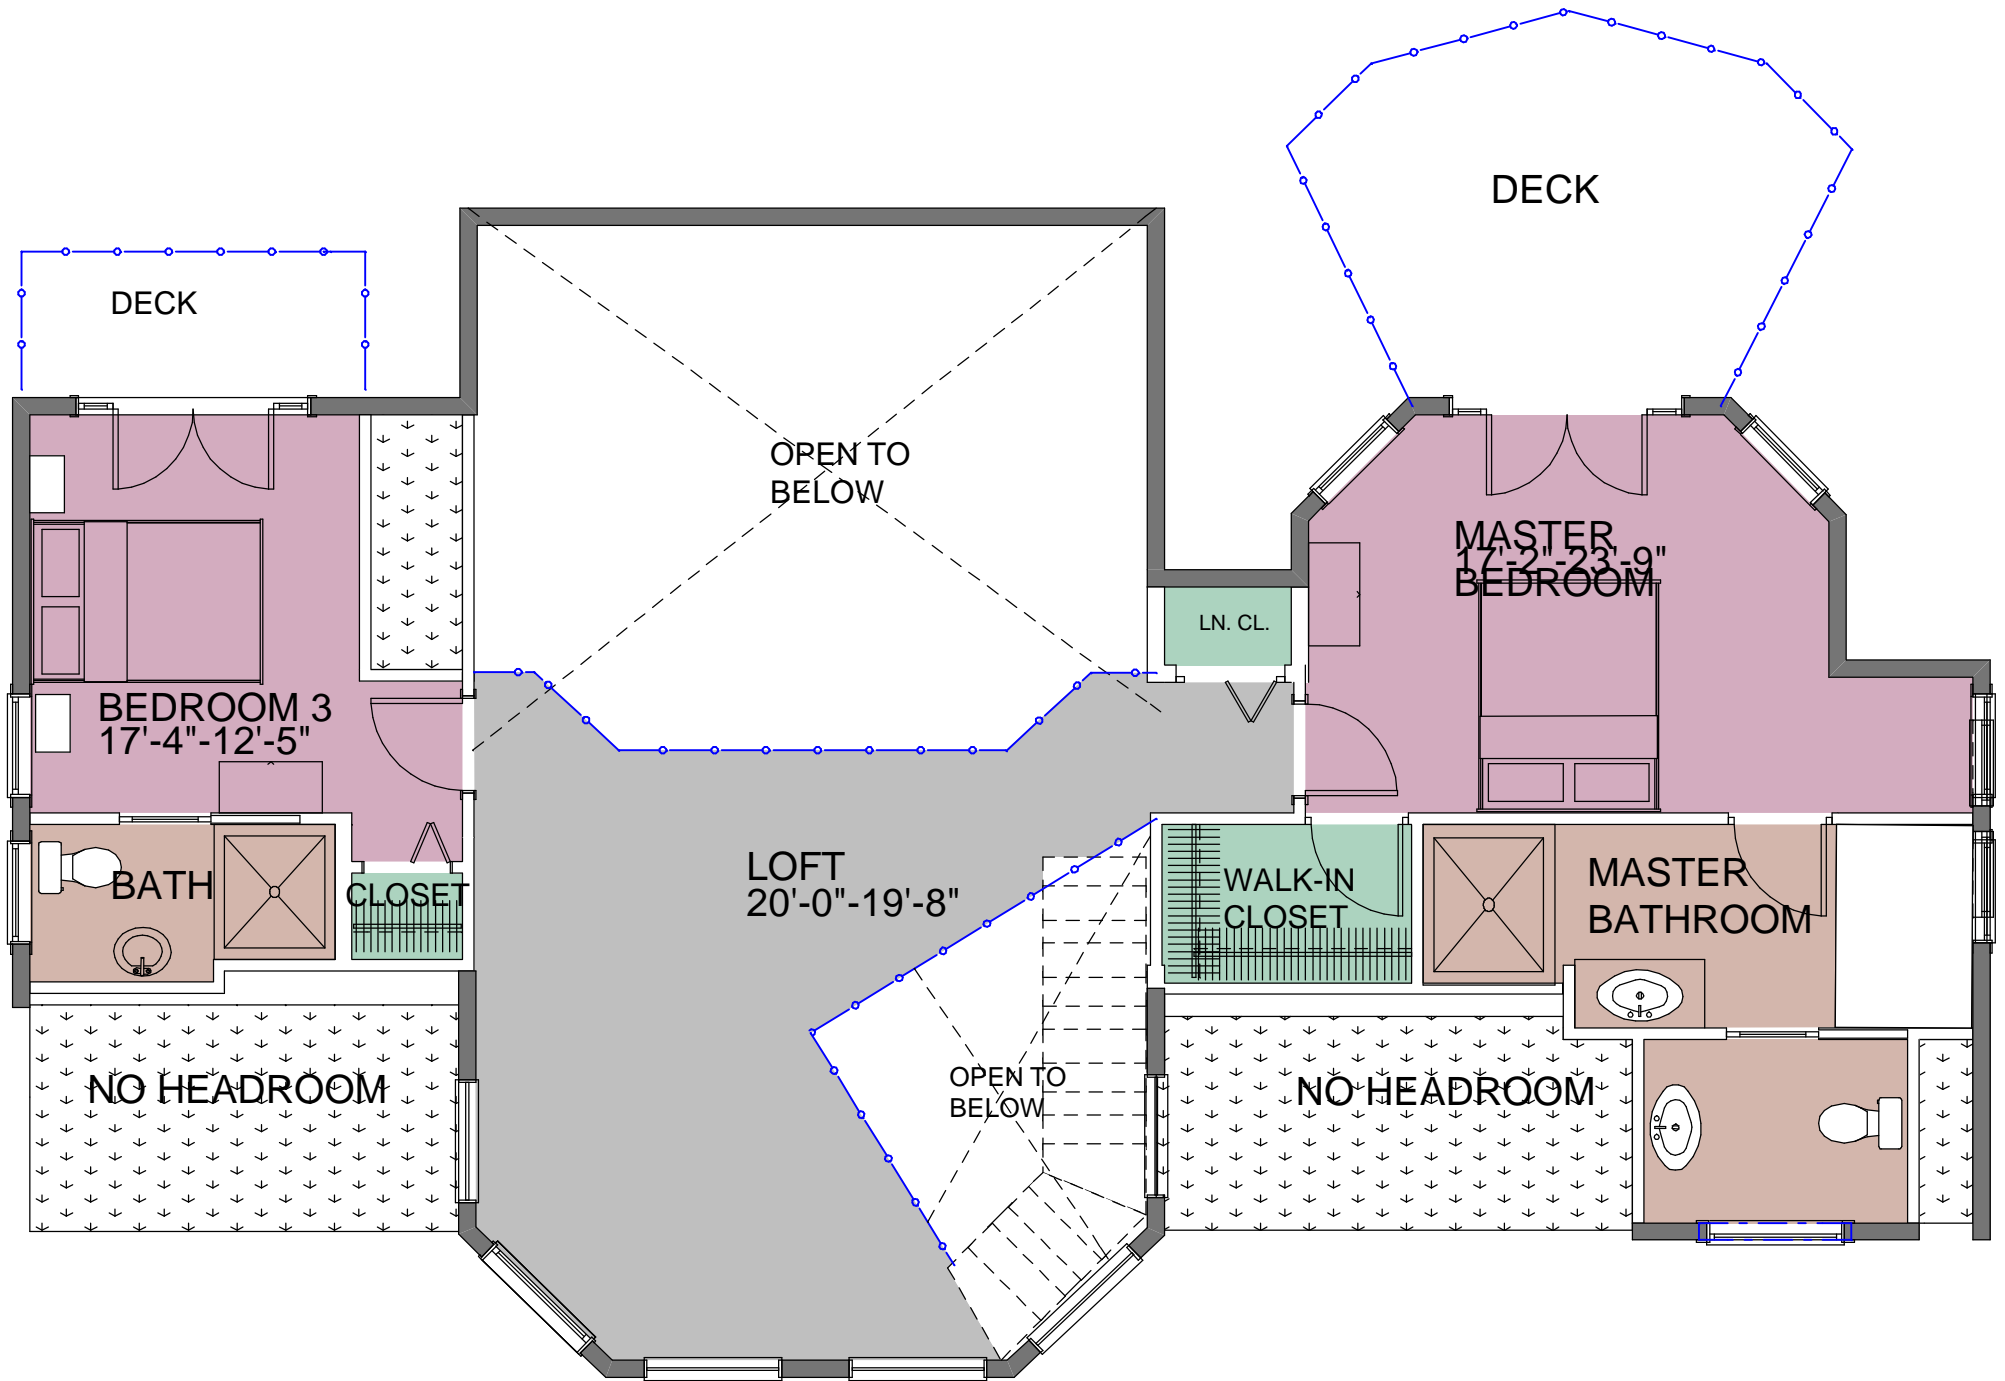 DECK
DECK
OPEN TO
BELOW
MASTER
17'-2"-23'-9"
BEDROOM
LN. CL.
BEDROOM 3
17'-4"-12'-5"
BATH
CLOSET
LOFT
20'-0"-19'-8"
WALK-IN
CLOSET
MASTER
BATHROOM
NO HEADROOM
OPEN TO
BELOW
NO HEADROOM